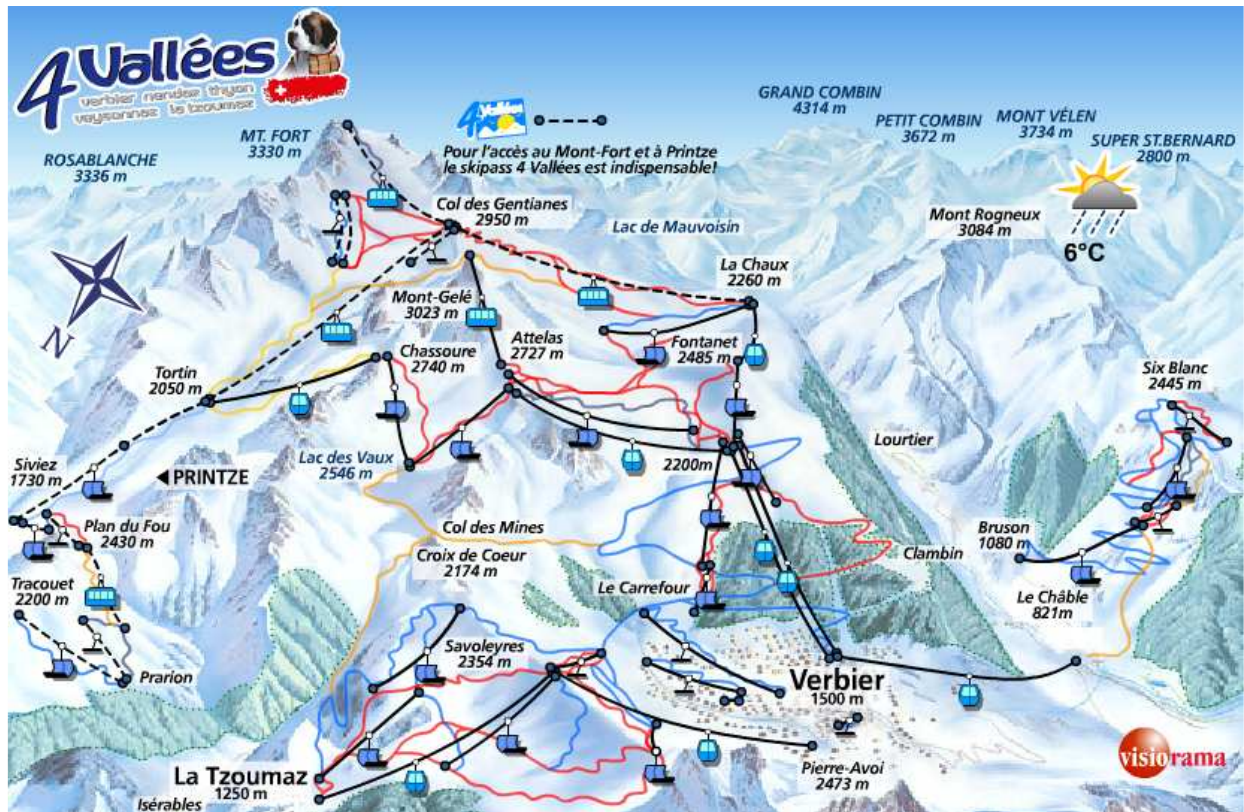 4 Vallées
verbier nendaz thyon
veysonnaz la tzoumaz
4 Vallées
Pour l'accès au Mont-Fort et à Printze
le skipass 4 Vallées est indispensable!
GRAND COMBIN
4314 m
PETIT COMBIN
3672 m
MONT VÉLEN
3734 m
SUPER ST.BERNARD
2800 m
MT. FORT
3330 m
ROSABLANCHE
3336 m
Col des Gentianes
2950 m
Lac de Mauvoisin
Mont Rogneux
3084 m
6°C
La Chaux
2260 m
Mont-Gelé
3023 m
Attelas
2727 m
Fontanet
2485 m
Chassoure
2740 m
Tortin
2050 m
Six Blanc
2445 m
N
Lourtier
Lac des Vaux
2546 m
2200m
Siviez
1730 m
PRINTZE
Plan du Fou
2430 m
Col des Mines
Croix de Coeur
2174 m
Clambin
Bruson
1080 m
Tracouet
2200 m
Le Carrefour
Le Châble
821m
Savoleyres
2354 m
Prarion
Verbier
1500 m
La Tzoumaz
1250 m
Isérables
Pierre-Avoi
2473 m
visiorama